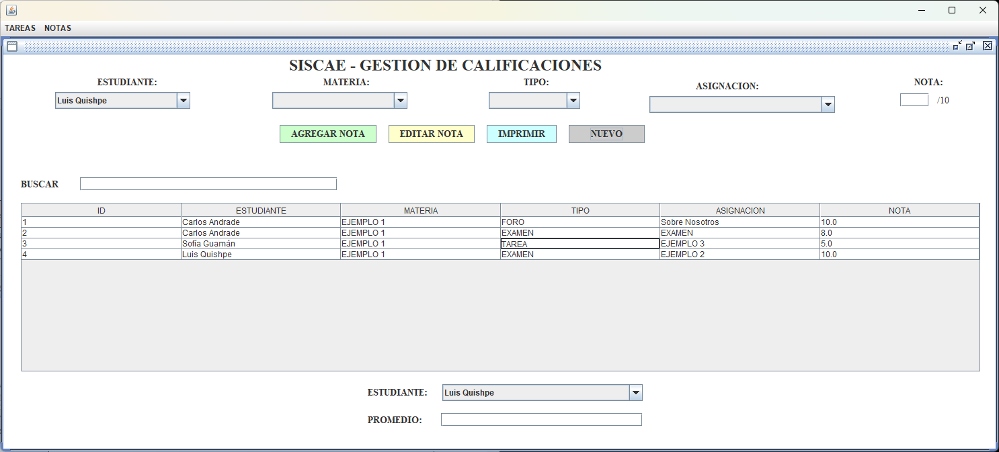 TAREAS NOTAS
SISCAE - GESTION DE CALIFICACIONES
ESTUDIANTE: MATERIA: TIPO: ASIGNACION: NOTA:
Luis Quishpe /10
AGREGAR NOTA EDITAR NOTA IMPRIMIR NUEVO
BUSCAR
ID ESTUDIANTE MATERIA TIPO ASIGNACION NOTA
1 Carlos Andrade EJEMPLO 1 FORO Sobre Nosotros 10.0
2 Carlos Andrade EJEMPLO 1 EXAMEN EXAMEN 8.0
3 Sofía Guamán EJEMPLO 1 TAREA EJEMPLO 3 5.0
4 Luis Quishpe EJEMPLO 1 EXAMEN EJEMPLO 2 10.0
ESTUDIANTE: Luis Quishpe
PROMEDIO: